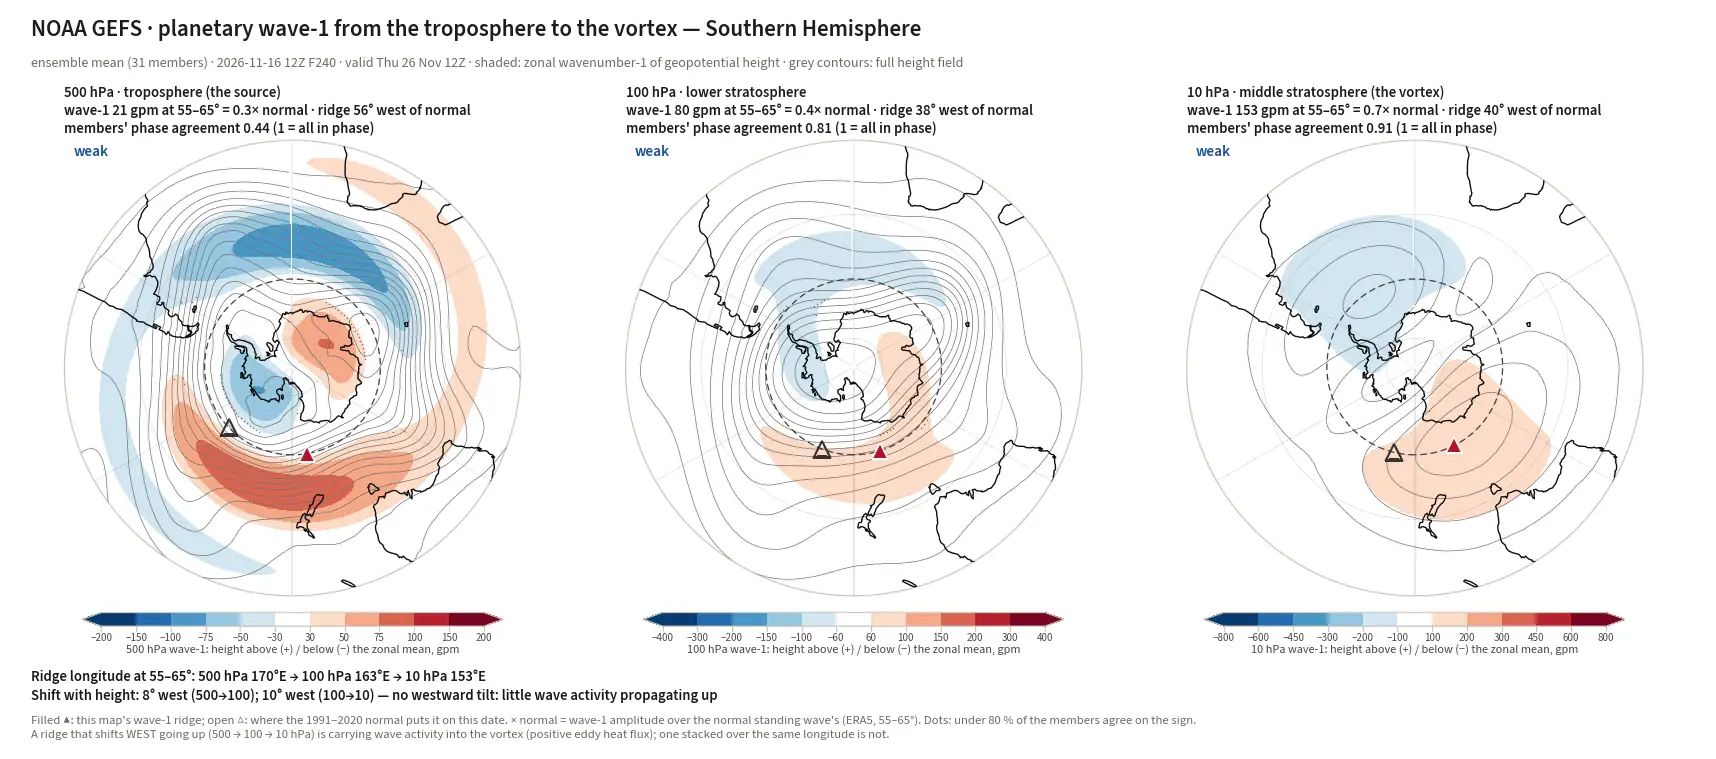 NOAA GEFS · planetary wave-1 from the troposphere to the vortex — Southern Hemisphere
ensemble mean (31 members) · 2026-11-16 12Z F240 · valid Thu 26 Nov 12Z · shaded: zonal wavenumber-1 of geopotential height · grey contours: full height field
500 hPa · troposphere (the source)
wave-1 21 gpm at 55–65° = 0.3× normal · ridge 56° west of normal
members' phase agreement 0.44 (1 = all in phase)
weak
100 hPa · lower stratosphere
wave-1 80 gpm at 55–65° = 0.4× normal · ridge 38° west of normal
members' phase agreement 0.81 (1 = all in phase)
weak
10 hPa · middle stratosphere (the vortex)
wave-1 153 gpm at 55–65° = 0.7× normal · ridge 40° west of normal
members' phase agreement 0.91 (1 = all in phase)
weak
−200 −150 −100 −75 −50 −30 30 50 75 100 150 200
500 hPa wave-1: height above (+) / below (−) the zonal mean, gpm
−400 −300 −200 −150 −100 −60 60 100 150 200 300 400
100 hPa wave-1: height above (+) / below (−) the zonal mean, gpm
−800 −600 −450 −300 −200 −100 100 200 300 450 600 800
10 hPa wave-1: height above (+) / below (−) the zonal mean, gpm
Ridge longitude at 55–65°: 500 hPa 170°E → 100 hPa 163°E → 10 hPa 153°E
Shift with height: 8° west (500→100); 10° west (100→10) — no westward tilt: little wave activity propagating up
Filled ▲: this map's wave-1 ridge; open △: where the 1991–2020 normal puts it on this date. × normal = wave-1 amplitude over the normal standing wave's (ERA5, 55–65°). Dots: under 80 % of the members agree on the sign.
A ridge that shifts WEST going up (500 → 100 → 10 hPa) is carrying wave activity into the vortex (positive eddy heat flux); one stacked over the same longitude is not.